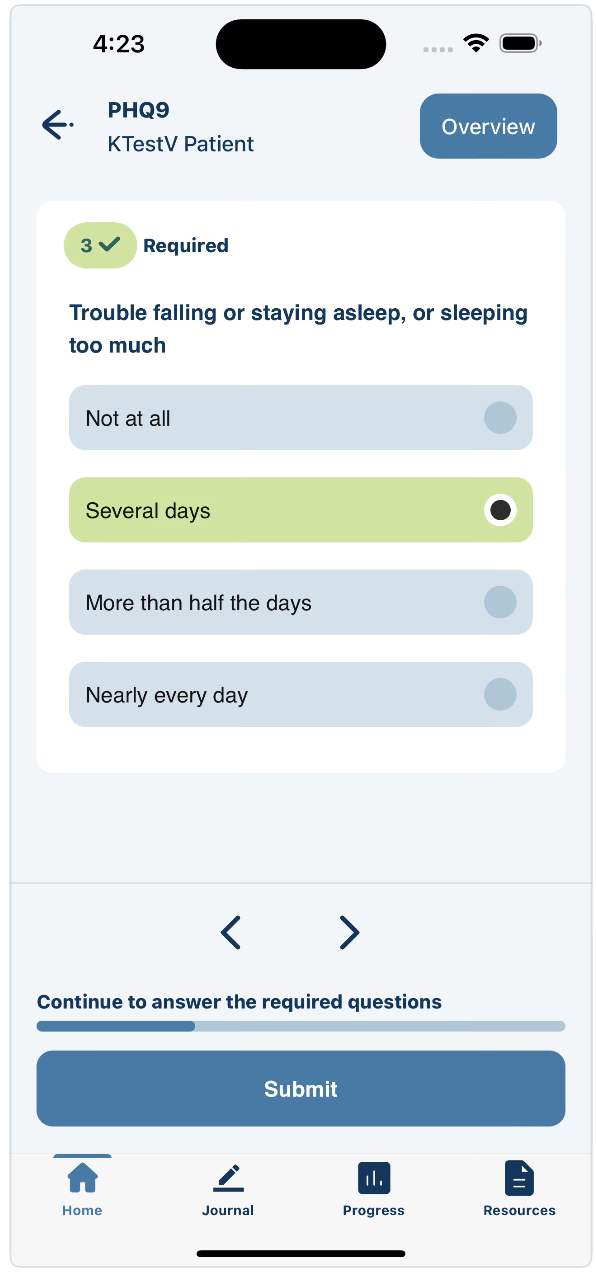 4:23
PHQ9
KTestV Patient
Overview
3 Required
Trouble falling or staying asleep, or sleeping
too much
Not at all
Several days
More than half the days
Nearly every day
Continue to answer the required questions
Submit
Home
Journal
Progress
Resources